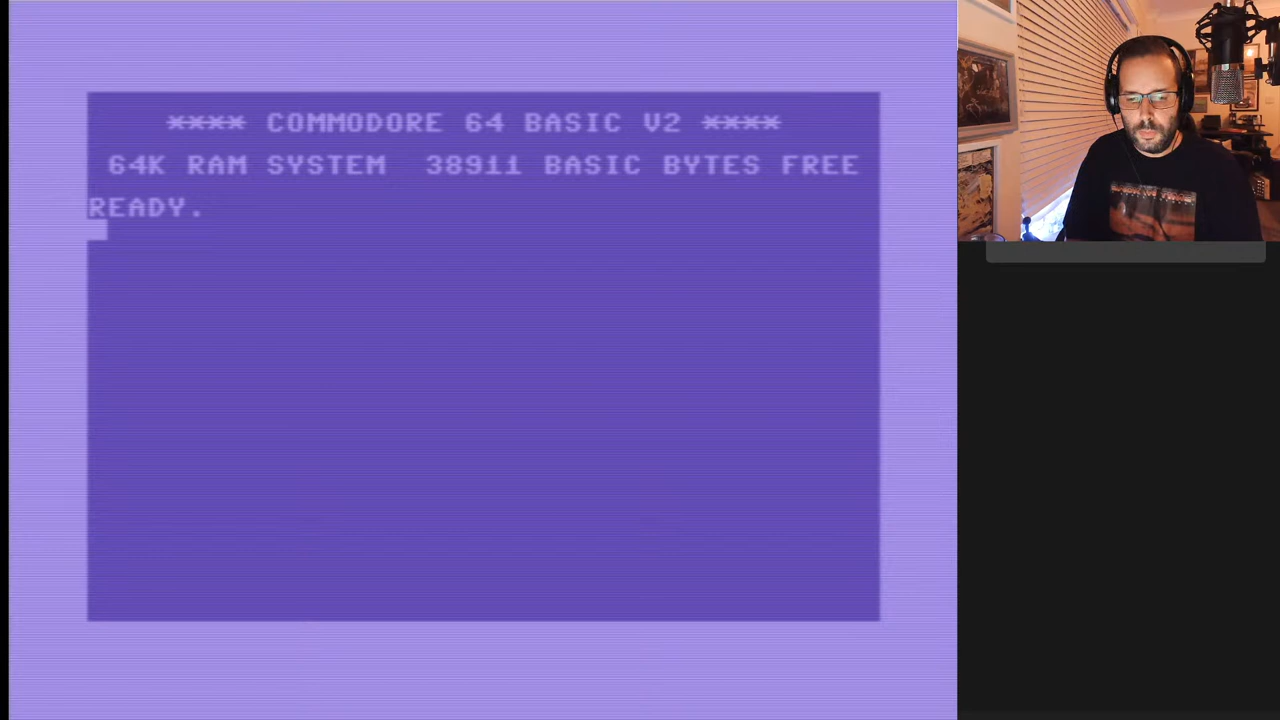 **** COMMODORE 64 BASIC V2 ****
64K RAM SYSTEM  38911 BASIC BYTES FREE
READY.